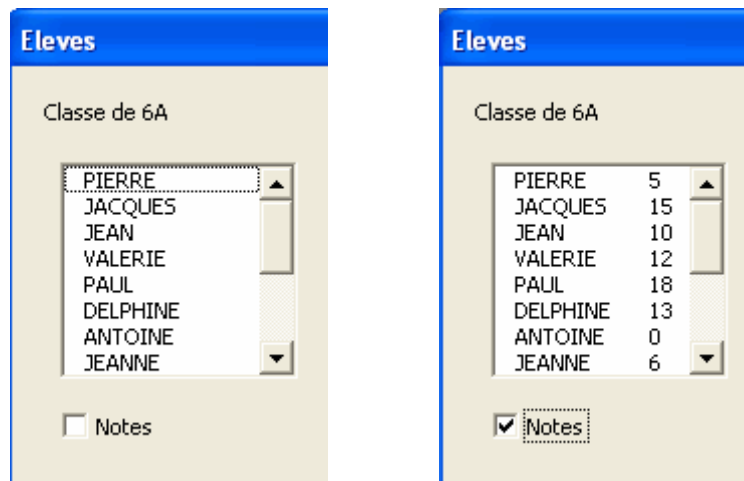 Eleves
Classe de 6A
PIERRE
JACQUES
JEAN
VALERIE
PAUL
DELPHINE
ANTOINE
JEANNE
Notes
Eleves
Classe de 6A
PIERRE 5
JACQUES 15
JEAN 10
VALERIE 12
PAUL 18
DELPHINE 13
ANTOINE 0
JEANNE 6
Notes